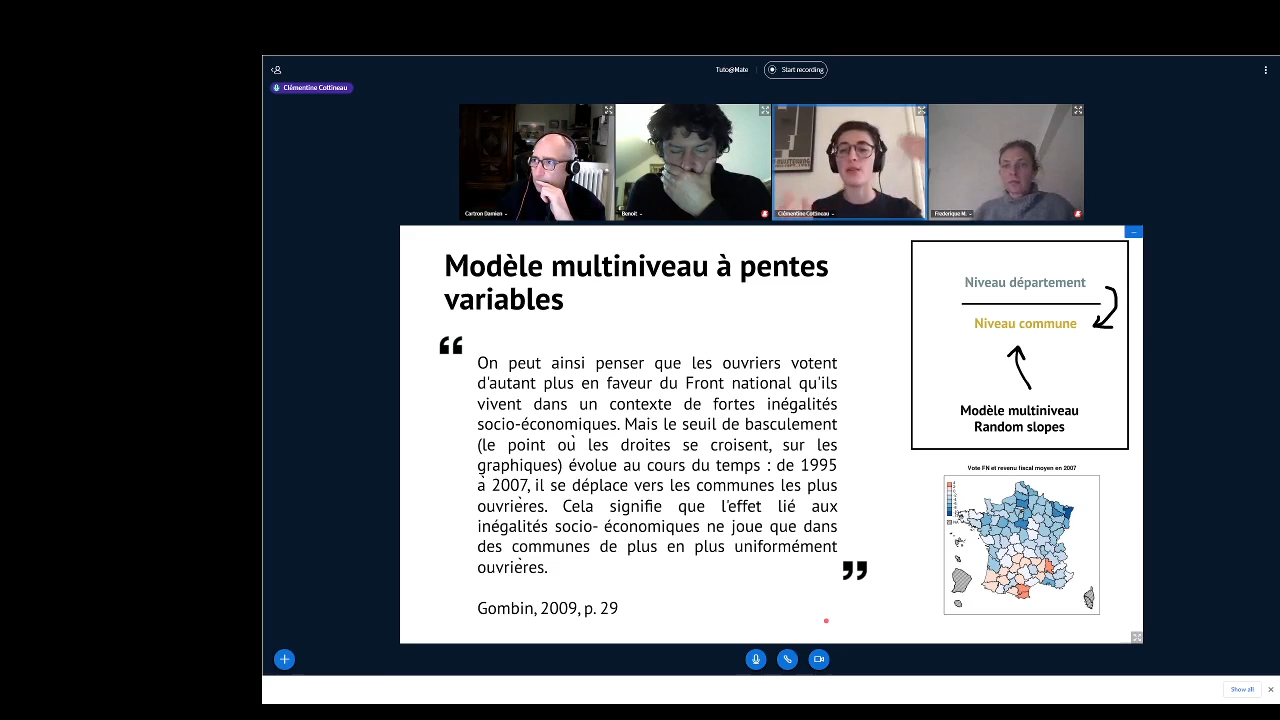 Tuto@Mate
Start recording
Clémentine Cottineau
Cartron Damien
Benoit
Clémentine Cottineau
Frederique M.
Modèle multiniveau à pentes
variables
“
On peut ainsi penser que les ouvriers votent
d'autant plus en faveur du Front national qu'ils
vivent dans un contexte de fortes inégalités
socio-économiques. Mais le seuil de basculement
(le point où les droites se croisent, sur les
graphiques) évolue au cours du temps : de 1995
à 2007, il se déplace vers les communes les plus
ouvrières. Cela signifie que l'effet lié aux
inégalités socio- économiques ne joue que dans
des communes de plus en plus uniformément
ouvrières.
”
Gombin, 2009, p. 29
Niveau département
Niveau commune
Modèle multiniveau
Random slopes
Vote FN et revenu fiscal moyen en 2007
Show all